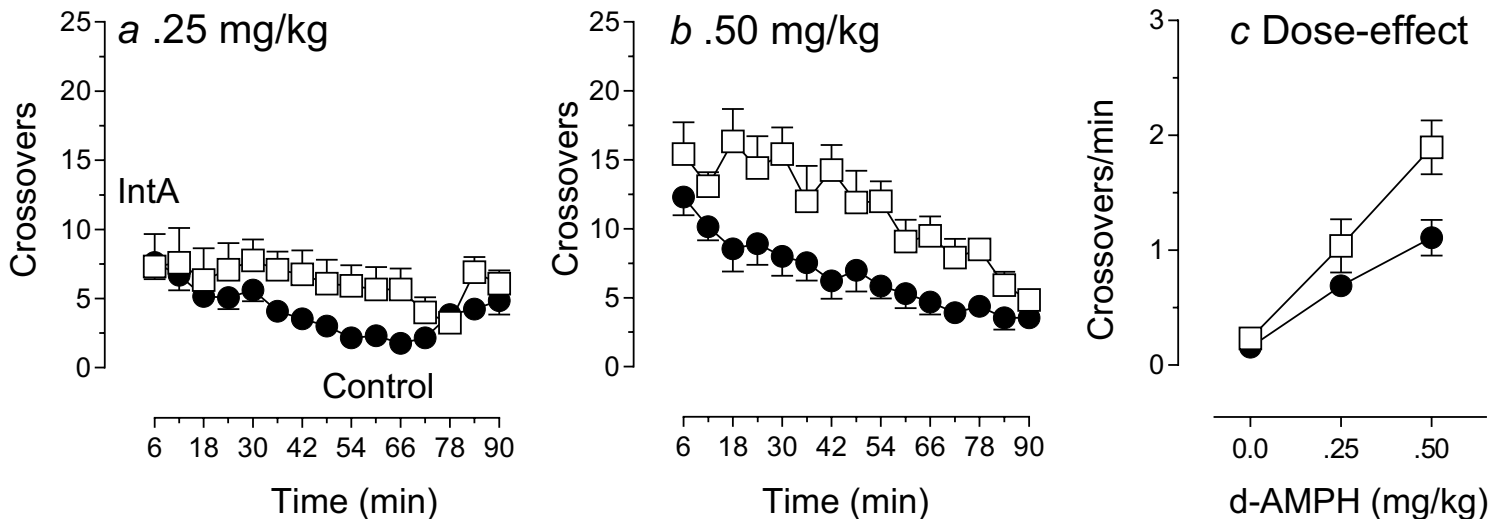 a .25 mg/kg
25
20
15
10
5
0
Crossovers
IntA
Control
6 18 30 42 54 66 78 90
Time (min)
b .50 mg/kg
25
20
15
10
5
0
Crossovers
6 18 30 42 54 66 78 90
Time (min)
c Dose-effect
3
2
1
0
Crossovers/min
0.0 .25 .50
d-AMPH (mg/kg)